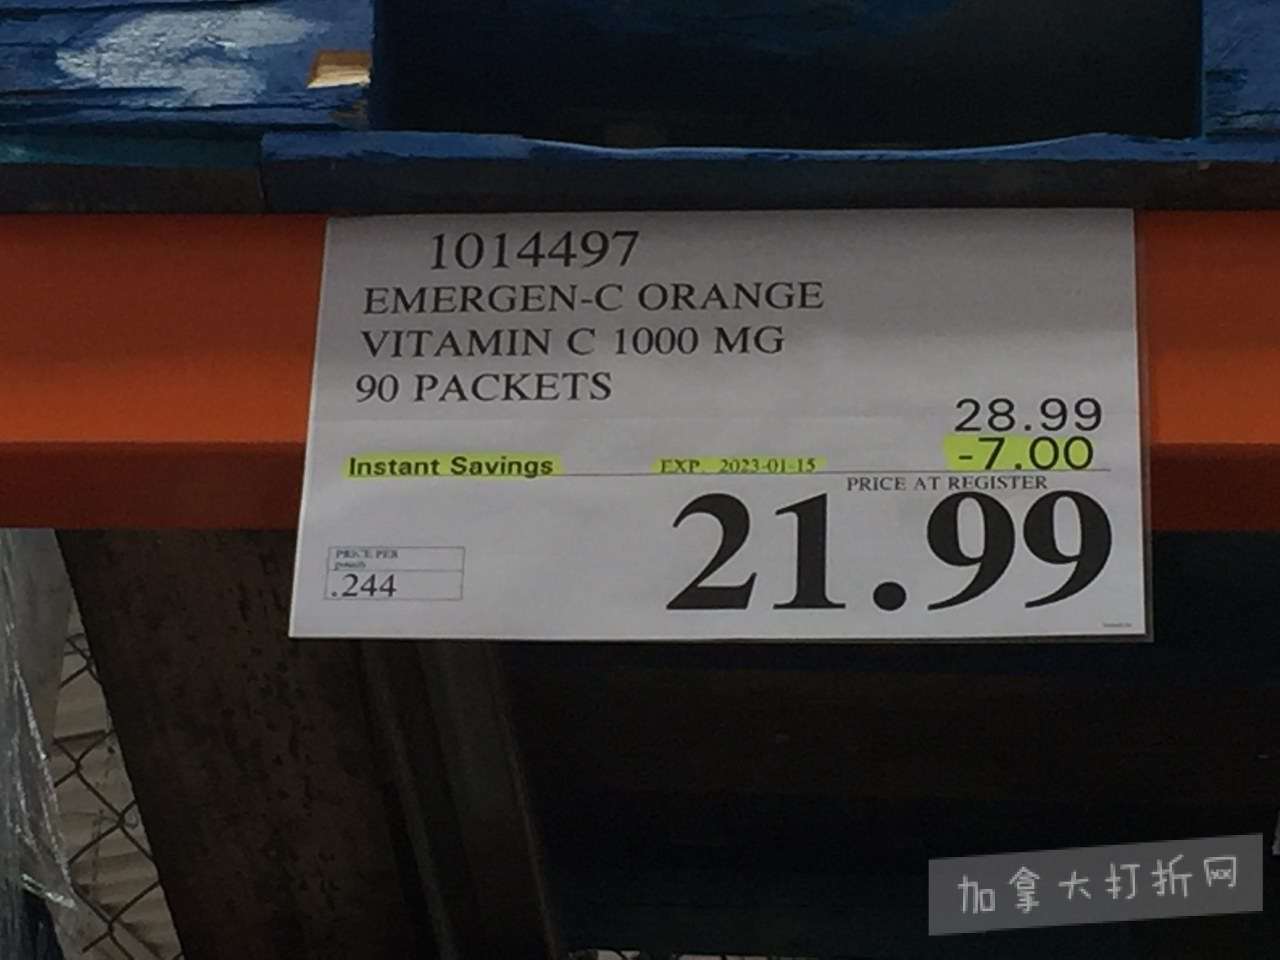 1014497
EMERGEN-C ORANGE
VITAMIN C 1000 MG
90 PACKETS
28.99
Instant Savings EXP. 2023-01-15 -7.00
PRICE AT REGISTER
21.99
PRICE PER
.244
加拿大打折网